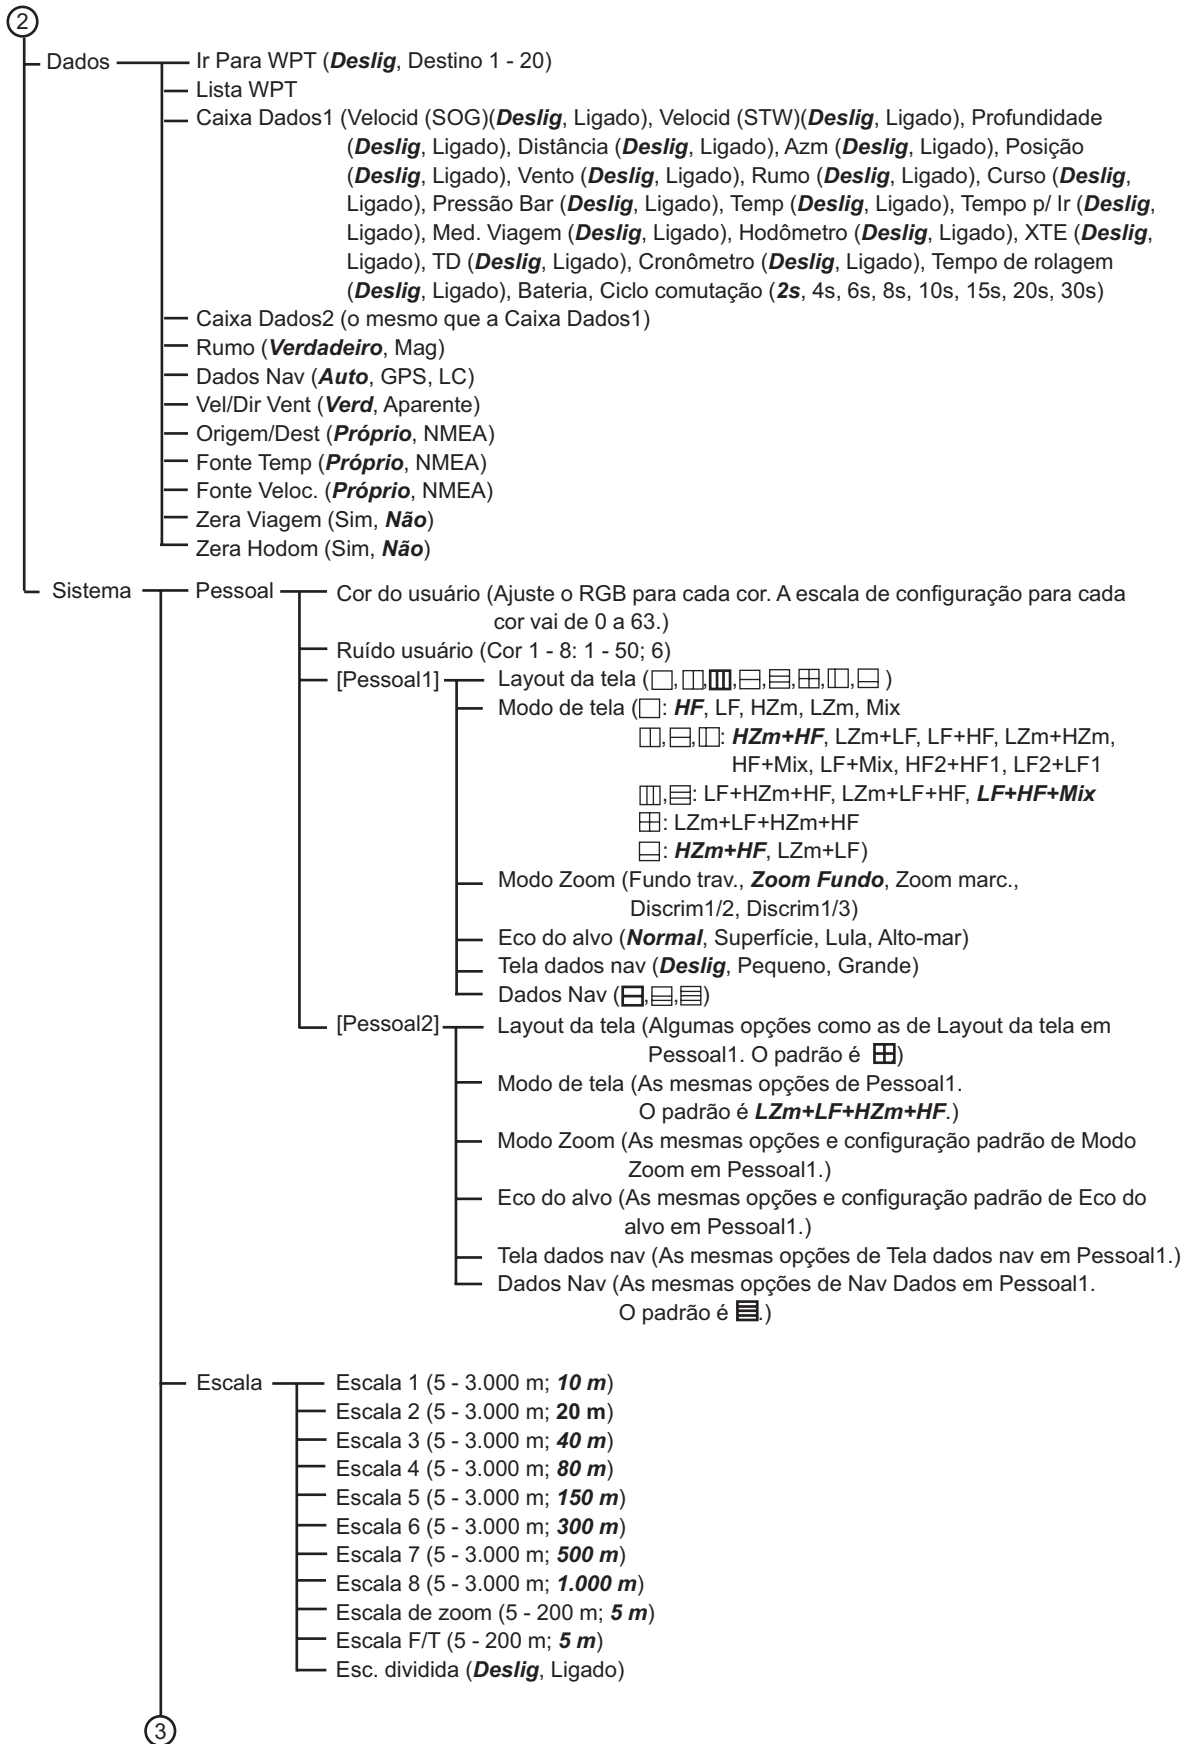 2
Dados
Ir Para WPT (Deslig, Destino 1 - 20)
Lista WPT
Caixa Dados1 (Velocid (SOG)(Deslig, Ligado), Velocid (STW)(Deslig, Ligado), Profundidade
(Deslig, Ligado), Distância (Deslig, Ligado), Azm (Deslig, Ligado), Posição
(Deslig, Ligado), Vento (Deslig, Ligado), Rumo (Deslig, Ligado), Curso (Deslig,
Ligado), Pressão Bar (Deslig, Ligado), Temp (Deslig, Ligado), Tempo p/ Ir (Deslig,
Ligado), Med. Viagem (Deslig, Ligado), Hodômetro (Deslig, Ligado), XTE (Deslig,
Ligado), TD (Deslig, Ligado), Cronômetro (Deslig, Ligado), Tempo de rolagem
(Deslig, Ligado), Bateria, Ciclo comutação (2s, 4s, 6s, 8s, 10s, 15s, 20s, 30s)
Caixa Dados2 (o mesmo que a Caixa Dados1)
Rumo (Verdadeiro, Mag)
Dados Nav (Auto, GPS, LC)
Vel/Dir Vent (Verd, Aparente)
Origem/Dest (Próprio, NMEA)
Fonte Temp (Próprio, NMEA)
Fonte Veloc. (Próprio, NMEA)
Zera Viagem (Sim, Não)
Zera Hodom (Sim, Não)
Sistema
Pessoal
Cor do usuário (Ajuste o RGB para cada cor. A escala de configuração para cada
cor vai de 0 a 63.)
Ruído usuário (Cor 1 - 8: 1 - 50; 6)
[Pessoal1]
Layout da tela ( , , , , , , , )
Modo de tela ( : HF, LF, HZm, LZm, Mix
, , : HZm+HF, LZm+LF, LF+HF, LZm+HZm,
HF+Mix, LF+Mix, HF2+HF1, LF2+LF1
, : LF+HZm+HF, LZm+LF+HF, LF+HF+Mix
: LZm+LF+HZm+HF
: HZm+HF, LZm+LF)
Modo Zoom (Fundo trav., Zoom Fundo, Zoom marc.,
Discrim1/2, Discrim1/3)
Eco do alvo (Normal, Superfície, Lula, Alto-mar)
Tela dados nav (Deslig, Pequeno, Grande)
Dados Nav ( , , )
[Pessoal2]
Layout da tela (Algumas opções como as de Layout da tela em
Pessoal1. O padrão é )
Modo de tela (As mesmas opções de Pessoal1.
O padrão é LZm+LF+HZm+HF.)
Modo Zoom (As mesmas opções e configuração padrão de Modo
Zoom em Pessoal1.)
Eco do alvo (As mesmas opções e configuração padrão de Eco do
alvo em Pessoal1.)
Tela dados nav (As mesmas opções de Tela dados nav em Pessoal1.)
Dados Nav (As mesmas opções de Nav Dados em Pessoal1.
O padrão é .)
Escala
Escala 1 (5 - 3.000 m; 10 m)
Escala 2 (5 - 3.000 m; 20 m)
Escala 3 (5 - 3.000 m; 40 m)
Escala 4 (5 - 3.000 m; 80 m)
Escala 5 (5 - 3.000 m; 150 m)
Escala 6 (5 - 3.000 m; 300 m)
Escala 7 (5 - 3.000 m; 500 m)
Escala 8 (5 - 3.000 m; 1.000 m)
Escala de zoom (5 - 200 m; 5 m)
Escala F/T (5 - 200 m; 5 m)
Esc. dividida (Deslig, Ligado)
3